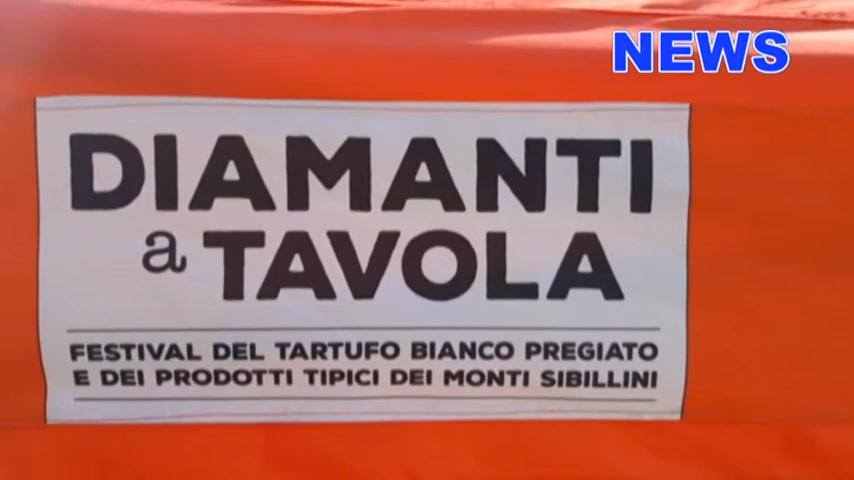 NEWS
DIAMANTI
a TAVOLA
FESTIVAL DEL TARTUFO BIANCO PREGIATO
E DEI PRODOTTI TIPICI DEI MONTI SIBILLINI